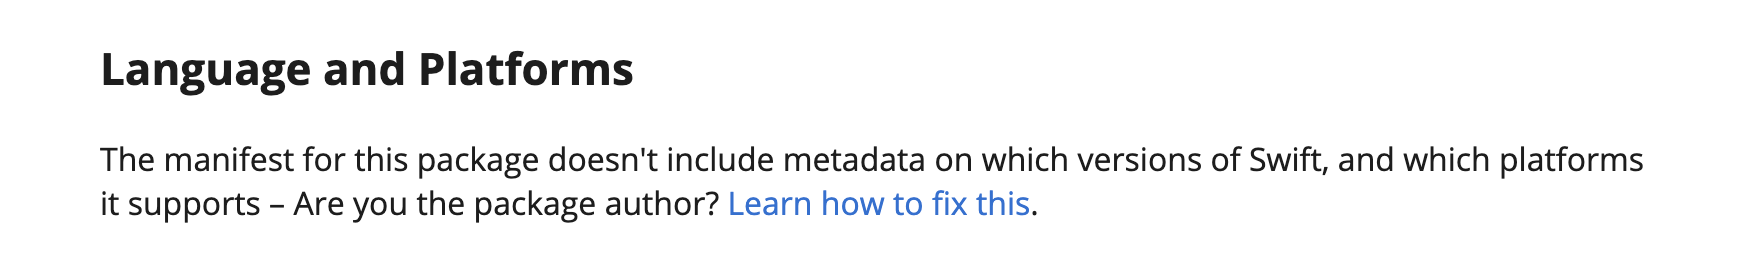 Language and Platforms
The manifest for this package doesn't include metadata on which versions of Swift, and which platforms
it supports – Are you the package author? Learn how to fix this.